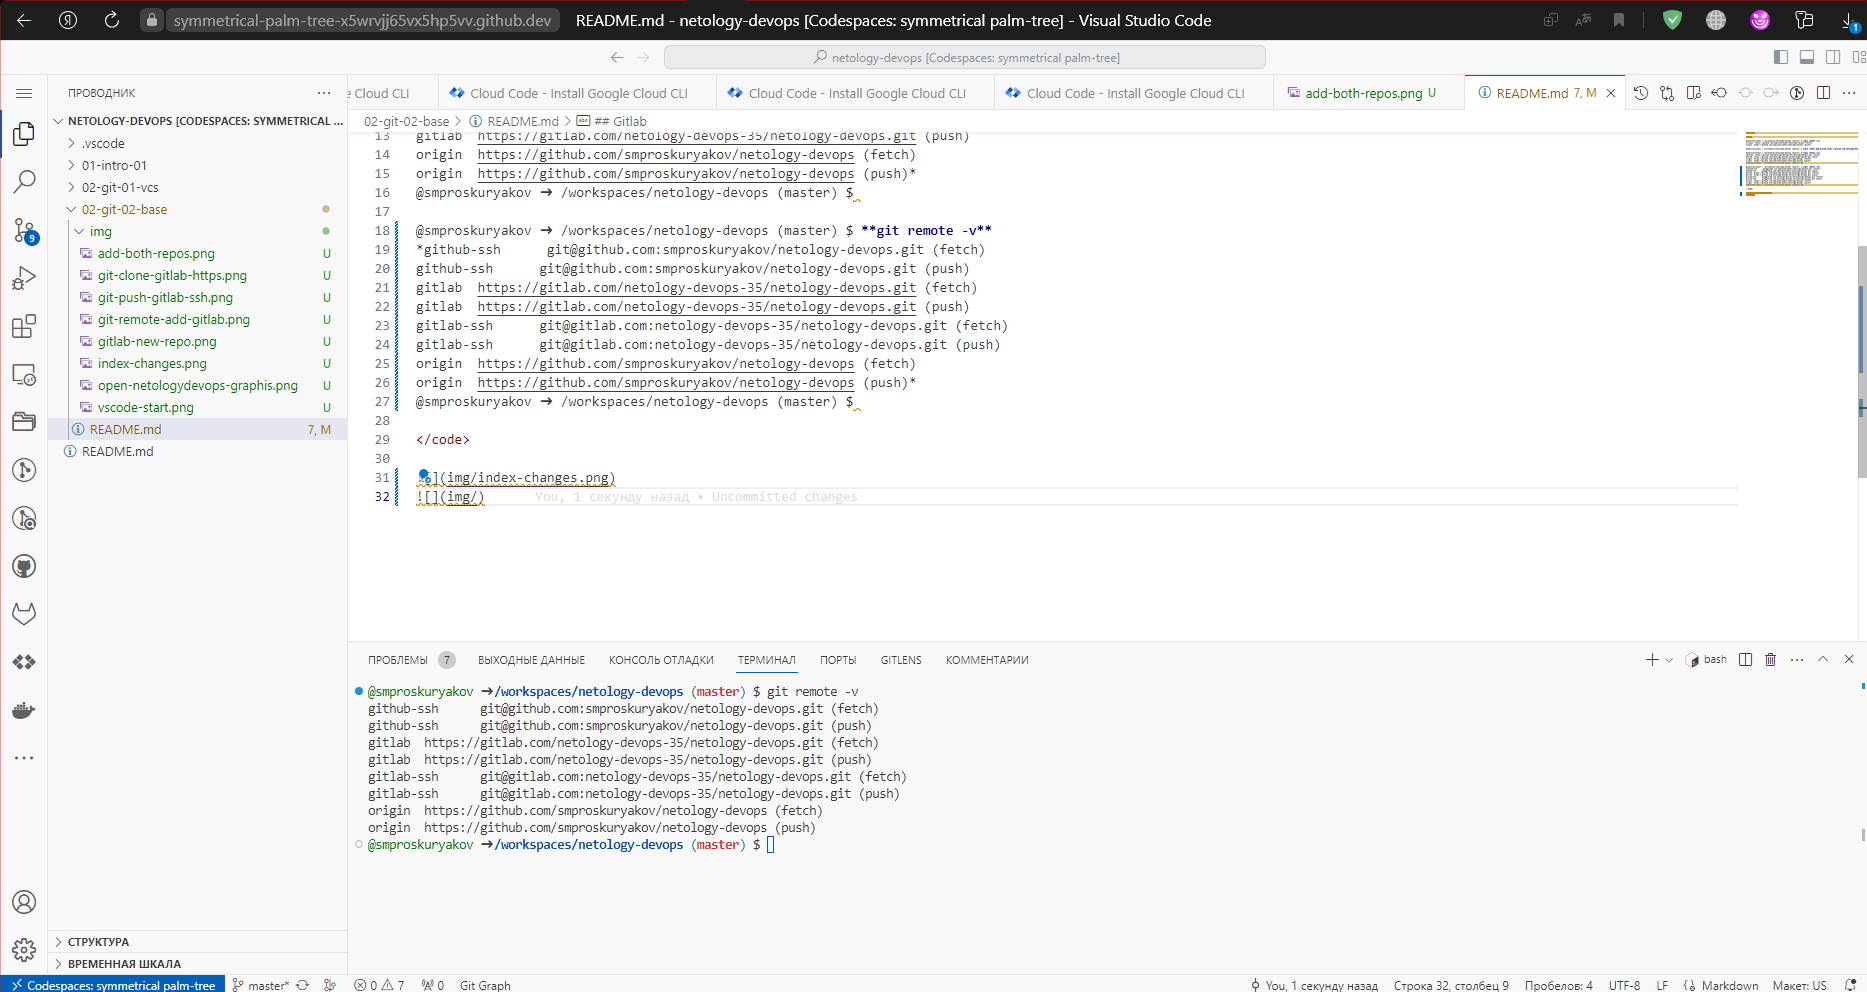 symmetrical-palm-tree-x5wrvjj65vx5hp5vv.github.dev README.md - netology-devops [Codespaces: symmetrical palm-tree] - Visual Studio Code
1
netology-devops [Codespaces: symmetrical palm-tree]
ПРОВОДНИК
e Cloud CLI Cloud Code - Install Google Cloud CLI Cloud Code - Install Google Cloud CLI Cloud Code - Install Google Cloud CLI add-both-repos.png U README.md 7, M
NETOLOGY-DEVOPS [CODESPACES: SYMMETRICAL ...
.vscode
01-intro-01
02-git-01-vcs
02-git-02-base
img
add-both-repos.png U
git-clone-gitlab-https.png U
git-push-gitlab-ssh.png U
git-remote-add-gitlab.png U
gitlab-new-repo.png U
index-changes.png U
open-netologydevops-graphis.png U
vscode-start.png U
README.md 7, M
README.md
9
СТРУКТУРА
ВРЕМЕННАЯ ШКАЛА
02-git-02-base > README.md > ## Gitlab
13 gitlab https://gitlab.com/netology-devops-35/netology-devops.git (push)
14 origin https://github.com/smproskuryakov/netology-devops (fetch)
15 origin https://github.com/smproskuryakov/netology-devops (push)*
16 @smproskuryakov ➜ /workspaces/netology-devops (master) $
17
18 @smproskuryakov ➜ /workspaces/netology-devops (master) $ **git remote -v**
19 *github-ssh git@github.com:smproskuryakov/netology-devops.git (fetch)
20 github-ssh git@github.com:smproskuryakov/netology-devops.git (push)
21 gitlab https://gitlab.com/netology-devops-35/netology-devops.git (fetch)
22 gitlab https://gitlab.com/netology-devops-35/netology-devops.git (push)
23 gitlab-ssh git@gitlab.com:netology-devops-35/netology-devops.git (fetch)
24 gitlab-ssh git@gitlab.com:netology-devops-35/netology-devops.git (push)
25 origin https://github.com/smproskuryakov/netology-devops (fetch)
26 origin https://github.com/smproskuryakov/netology-devops (push)*
27 @smproskuryakov ➜ /workspaces/netology-devops (master) $
28
29 </code>
30
31 ](img/index-changes.png)
32 ![](img/) You, 1 секунду назад • Uncommitted changes
ПРОБЛЕМЫ 7 ВЫХОДНЫЕ ДАННЫЕ КОНСОЛЬ ОТЛАДКИ ТЕРМИНАЛ ПОРТЫ GITLENS КОММЕНТАРИИ bash
@smproskuryakov ➜/workspaces/netology-devops (master) $ git remote -v
github-ssh git@github.com:smproskuryakov/netology-devops.git (fetch)
github-ssh git@github.com:smproskuryakov/netology-devops.git (push)
gitlab https://gitlab.com/netology-devops-35/netology-devops.git (fetch)
gitlab https://gitlab.com/netology-devops-35/netology-devops.git (push)
gitlab-ssh git@gitlab.com:netology-devops-35/netology-devops.git (fetch)
gitlab-ssh git@gitlab.com:netology-devops-35/netology-devops.git (push)
origin https://github.com/smproskuryakov/netology-devops (fetch)
origin https://github.com/smproskuryakov/netology-devops (push)
@smproskuryakov ➜/workspaces/netology-devops (master) $
Codespaces: symmetrical palm-tree master* 0 7 0 Git Graph You, 1 секунду назад Строка 32, столбец 9 Пробелов: 4 UTF-8 LF Markdown Макет: US